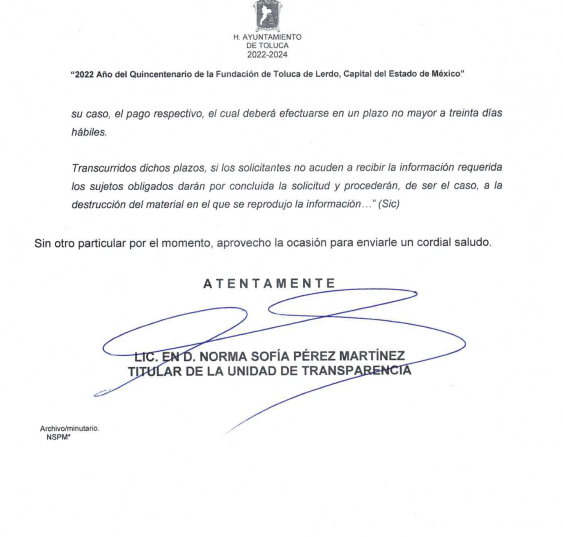 H. AYUNTAMIENTO
DE TOLUCA
2022-2024
"2022 Año del Quincentenario de la Fundación de Toluca de Lerdo, Capital del Estado de México"
su caso, el pago respectivo, el cual deberá efectuarse en un plazo no mayor a treinta días
hábiles.
Transcurridos dichos plazos, si los solicitantes no acuden a recibir la información requerida
los sujetos obligados darán por concluida la solicitud y procederán, de ser el caso, a la
destrucción del material en el que se reprodujo la información…" (Sic)
Sin otro particular por el momento, aprovecho la ocasión para enviarle un cordial saludo.
ATENTAMENTE
LIC. EN D. NORMA SOFÍA PÉREZ MARTÍNEZ
TITULAR DE LA UNIDAD DE TRANSPARENCIA
Archivo/minutario.
NSPM*